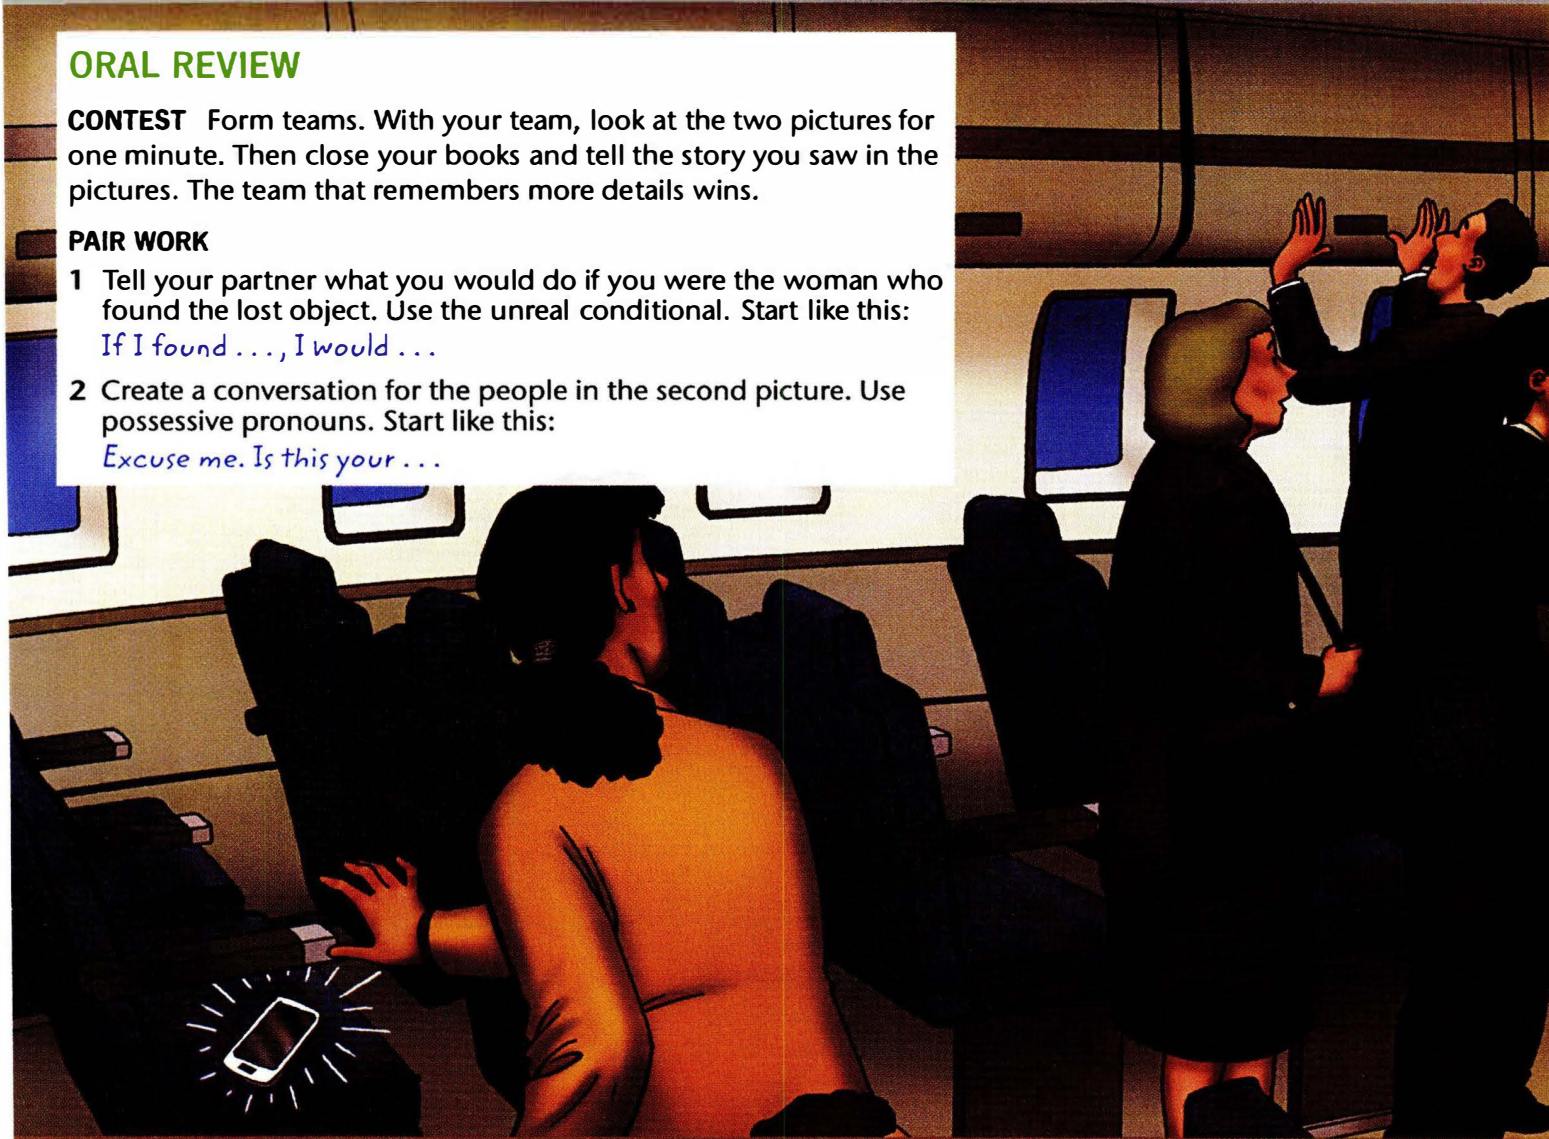 ORAL REVIEW
CONTEST Form teams. With your team, look at the two pictures for
one minute. Then close your books and tell the story you saw in the
pictures. The team that remembers more details wins.
PAIR WORK
1 Tell your partner what you would do if you were the woman who
found the lost object. Use the unreal conditional. Start like this:
If I found . . . , I would . . .
2 Create a conversation for the people in the second picture. Use
possessive pronouns. Start like this:
Excuse me. Is this your . . .